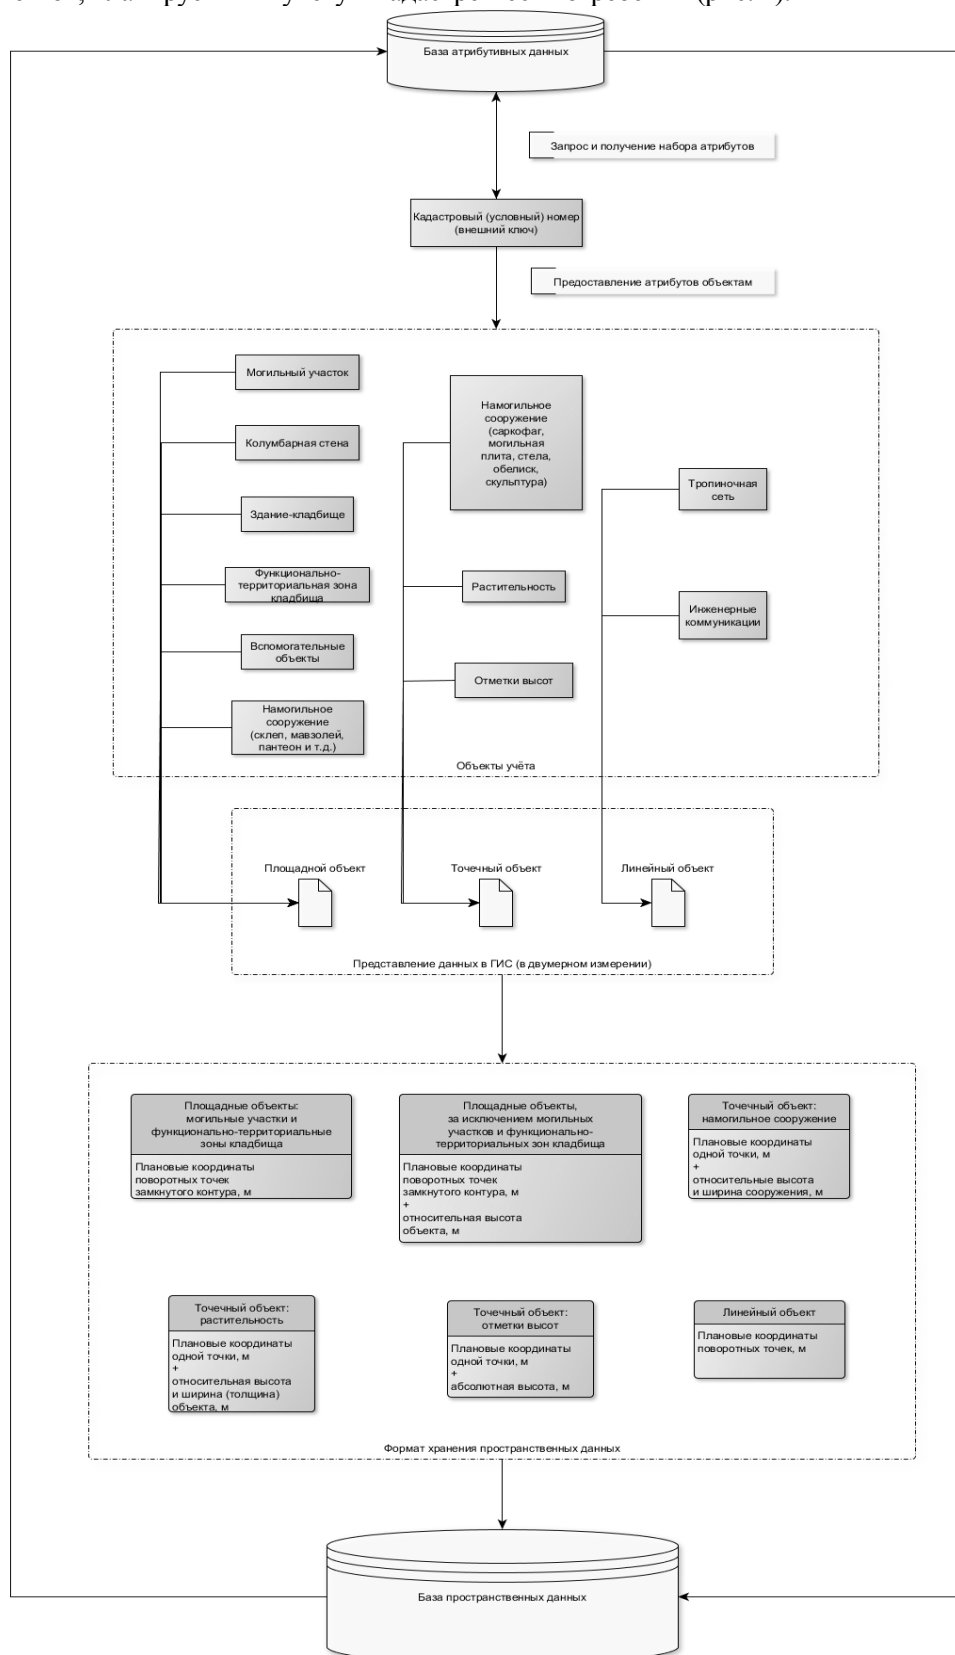 База атрибутивных данных
Запрос и получение набора атрибутов
Кадастровый (условный) номер
(внешний ключ)
Предоставление атрибутов объектам
Могильный участок
Колумбарная стена
Здание-кладбище
Функционально-
территориальная зона
кладбища
Вспомогательные
объекты
Намогильное
сооружение
(склеп, мавзолей,
пантеон и т.д.)
Намогильное
сооружение
(саркофаг,
могильная
плита, стела,
обелиск,
скульптура)
Растительность
Отметки высот
Тропиночная
сеть
Инженерные
коммуникации
Объекты учёта
Площадной объект
Точечный объект
Линейный объект
Представление данных в ГИС (в двумерном измерении)
Площадные объекты:
могильные участки и
функционально-территориальные
зоны кладбища
Плановые координаты
поворотных точек
замкнутого контура, м
Площадные объекты,
за исключением могильных
участков и функционально-
территориальных зон кладбища
Плановые координаты
поворотных точек
замкнутого контура, м
+
относительная высота
объекта, м
Точечный объект:
намогильное сооружение
Плановые координаты
одной точки, м
+
относительные высота
и ширина сооружения, м
Точечный объект:
растительность
Плановые координаты
одной точки, м
+
относительная высота
и ширина (толщина)
объекта, м
Точечный объект:
отметки высот
Плановые координаты
одной точки, м
+
абсолютная высота, м
Линейный объект
Плановые координаты
поворотных точек, м
Формат хранения пространственных данных
База пространственных данных